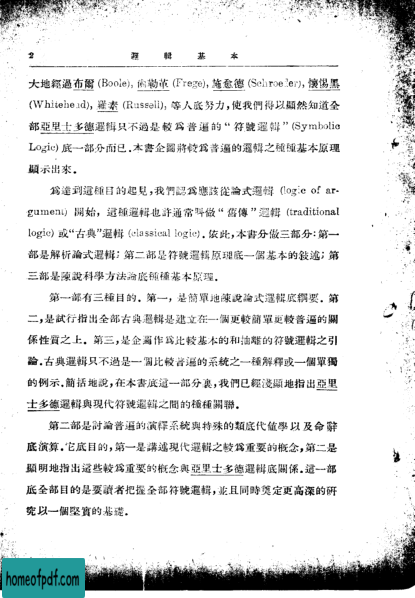 2 邏輯基本
大地經過布爾 (Boole), 佛勒革 (Frege), 施愈德 (Schroeder), 懷惕黑
(Whitehead), 羅素 (Russell), 等人底努力,使我們得以顯然知道全
部亞里士多德邏輯只不過是較爲普遍的“符號邏輯”(Symbolic
Logic) 底一部分而已.本書企圖將較爲普遍的邏輯之種種基本原理
顯示出來.
爲達到這種目的起見,我們認爲應該從論式邏輯 (logic of ar-
gument) 開始, 這種邏輯也許通常叫做“舊傳”邏輯 (traditional
logic) 或“古典”邏輯 (classical logic). 依此,本書分做三部分:第一
部是解析論式邏輯;第二部是符號邏輯原理底一個基本的敍述;第
三部是陳說科學方法論底種種基本原理.
第一部有三種目的. 第一, 是簡單地陳說論式邏輯底綱要. 第
二,是試行指出全部古典邏輯是建立在一個更較簡單更較普遍的關
係性質之上. 第三,是企屬作爲比較基本的和抽離的符號邏輯之引
論.古典邏輯只不過是一個比較普遍的系統之一種解釋或一個單獨
的例示.簡括地說,在本書底這一部分裏,我們已經淺顯地指出亞里
士多德邏輯與現代符號邏輯之間的種種關聯.
第二部是討論普遍的演繹系統與特殊的類底代値學以及命辭
底演算.它底目的,第一是講述現代邏輯之較爲重要的概念,第二是
顯明地指出這些較爲重要的概念與亞里士多德邏輯底關係.這一部
底全部目的是要讀者把握全部符號邏輯,並且同時奠定更高深的研
究以一個堅實的基礎.
homeofpdf.com